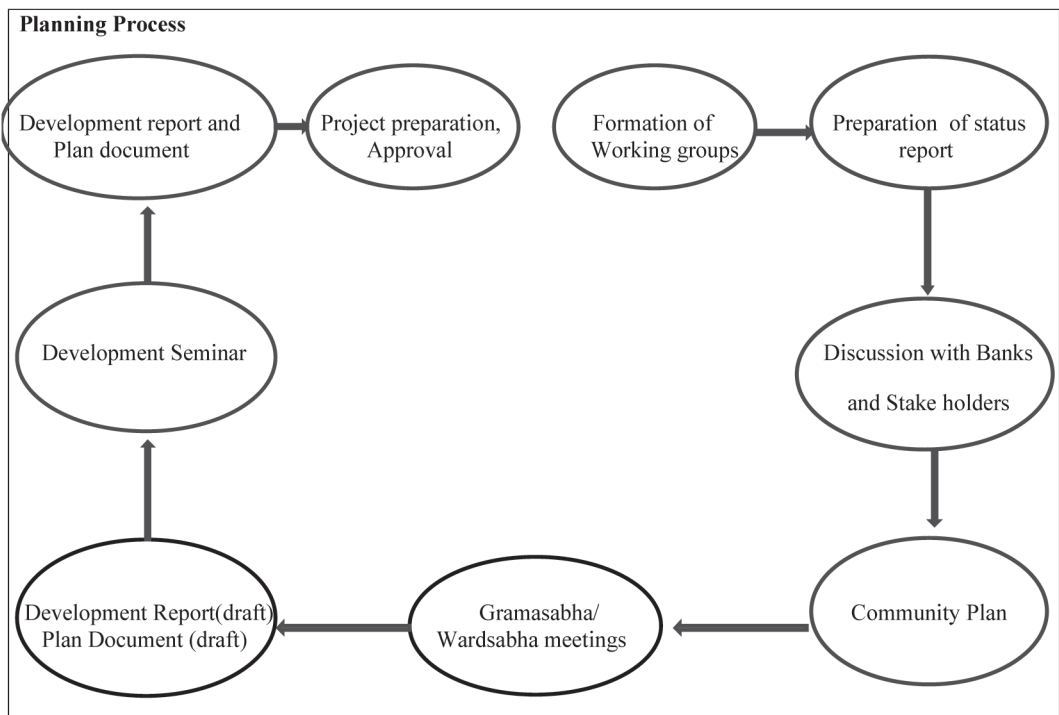 Planning Process
Development report and
Plan document
Project preparation,
Approval
Formation of
Working groups
Preparation of status
report
Development Seminar
Discussion with Banks
and Stake holders
Development Report(draft)
Plan Document (draft)
Gramasabha/
Wardsabha meetings
Community Plan